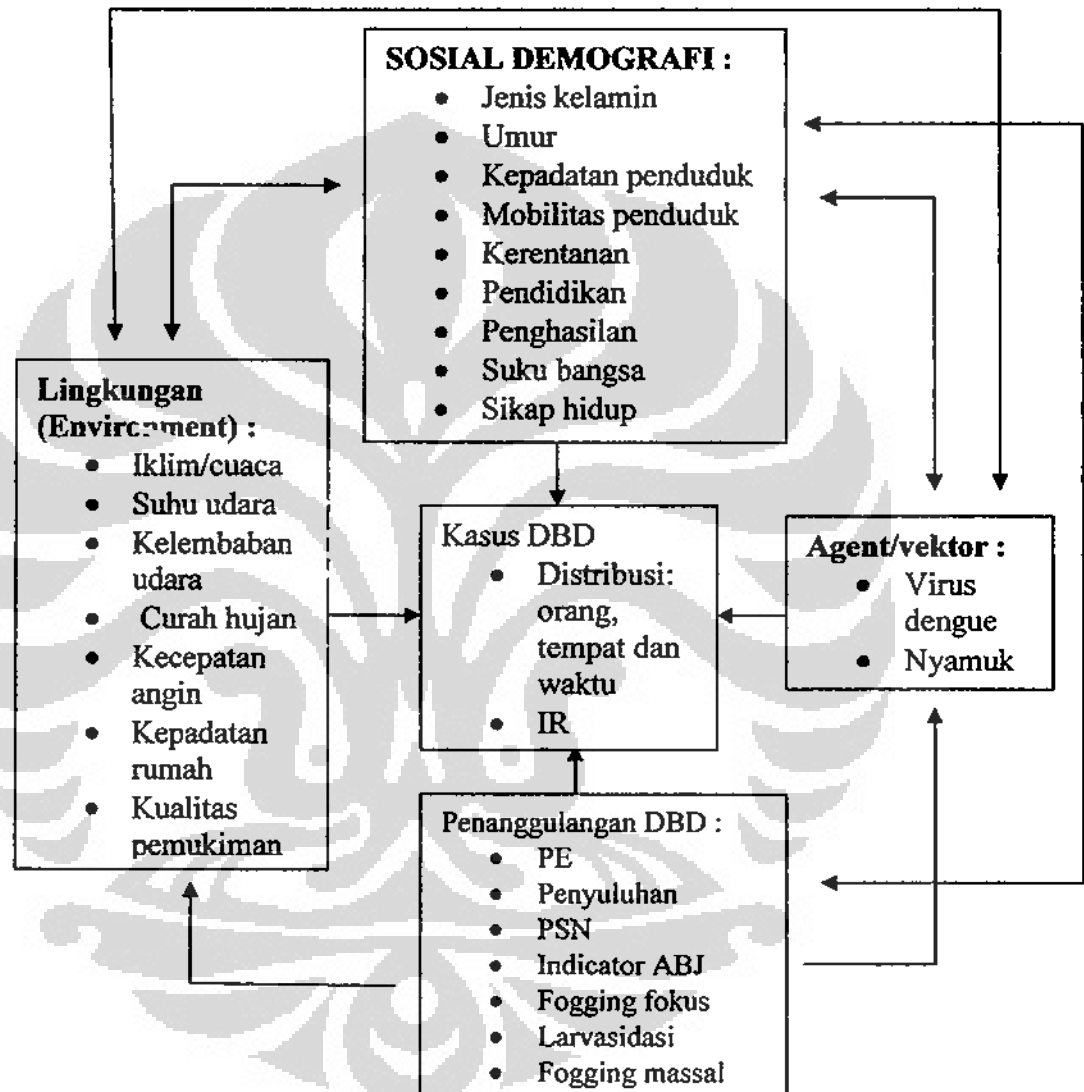 SOSIAL DEMOGRAFI :
• Jenis kelamin
• Umur
• Kepadatan penduduk
• Mobilitas penduduk
• Kerentanan
• Pendidikan
• Penghasilan
• Suku bangsa
• Sikap hidup
Lingkungan
(Environment) :
• Iklim/cuaca
• Suhu udara
• Kelembaban
udara
• Curah hujan
• Kecepatan
angin
• Kepadatan
rumah
• Kualitas
pemukiman
Kasus DBD
• Distribusi:
orang,
tempat dan
waktu
• IR
Agent/vektor :
• Virus
dengue
• Nyamuk
Penanggulangan DBD :
• PE
• Penyuluhan
• PSN
• Indicator ABJ
• Fogging fokus
• Larvasidasi
• Fogging massal